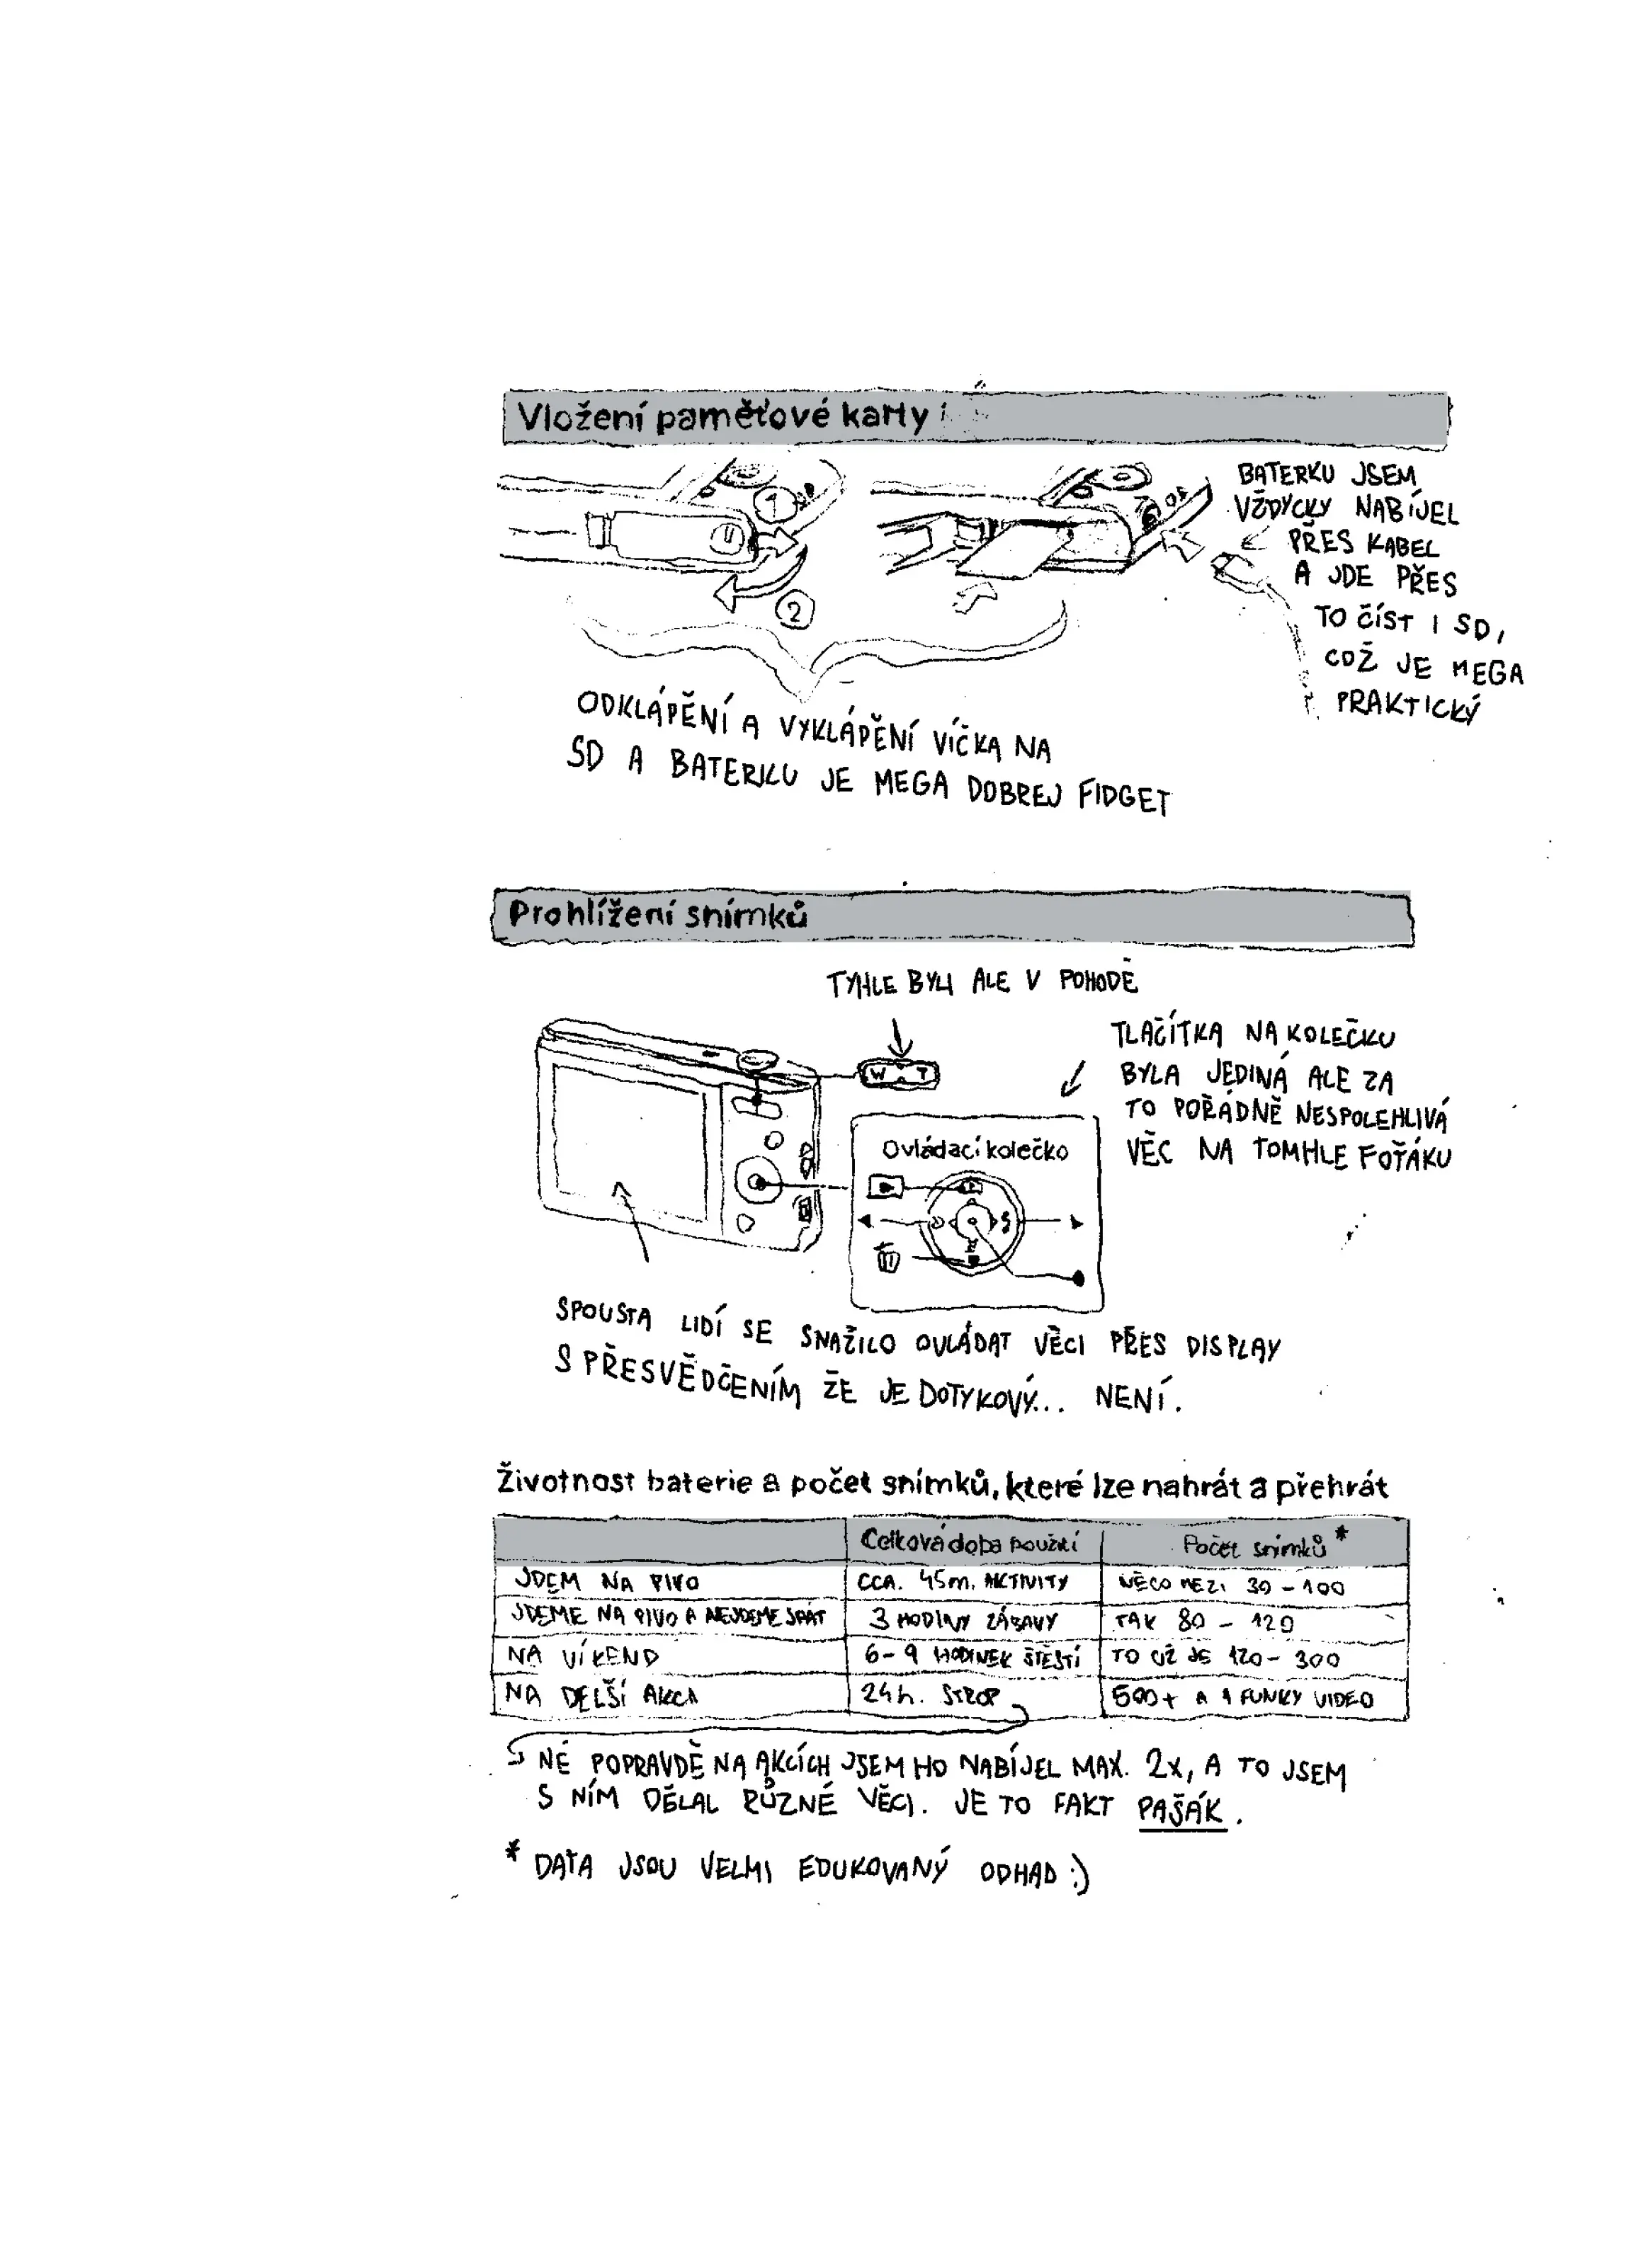 Vložení paměťové karty
BATERKU JSEM
VŽDYCKY NABÍJEL
PŘES KABEL
A JDE PŘES
TO ČÍST I SD,
COŽ JE MEGA
PRAKTICKÝ
1
2
ODKLÁPĚNÍ A VYKLÁPĚNÍ VÍČKA NA
SD A BATERKU JE MEGA DOBREJ FIDGET
Prohlížení snímků
TYHLE BYLI ALE V POHODĚ
W T
TLAČÍTKA NA KOLEČKU
BYLA JEDINÁ ALE ZA
TO POŘÁDNĚ NESPOLEHLIVÁ
VĚC NA TOMHLE FOŤÁKU
Ovládací kolečko
SPOUSTA LIDÍ SE SNAŽILO OVLÁDAT VĚCI PŘES DISPLAY
S PŘESVĚDČENÍM ŽE JE DOTYKOVÝ... NENÍ.
Životnost baterie a počet snímků, které lze nahrát a přehrát
Celková doba použití Počet snímků *
JDEM NA PIVO CCA. 45m. AKTIVITY NĚCO MEZI 30 - 100
JDEME NA PIVO A NEJDEME SPÁT 3 HODINY ZÁBAVY TAK 80 - 120
NA VÍKEND 6-9 HODINEK ŠTĚSTÍ TO UŽ JE 120 - 300
NA DELŠÍ AKCI 24h. STROP 500+ A 1 FUNKY VIDEO
NÉ POPRAVDĚ NA AKCÍCH JSEM HO NABÍJEL MAX. 2x, A TO JSEM
S NÍM DĚLAL RŮZNÉ VĚCI. JE TO FAKT PAŠÁK.
* DATA JSOU VELMI EDUKOVANÝ ODHAD :)